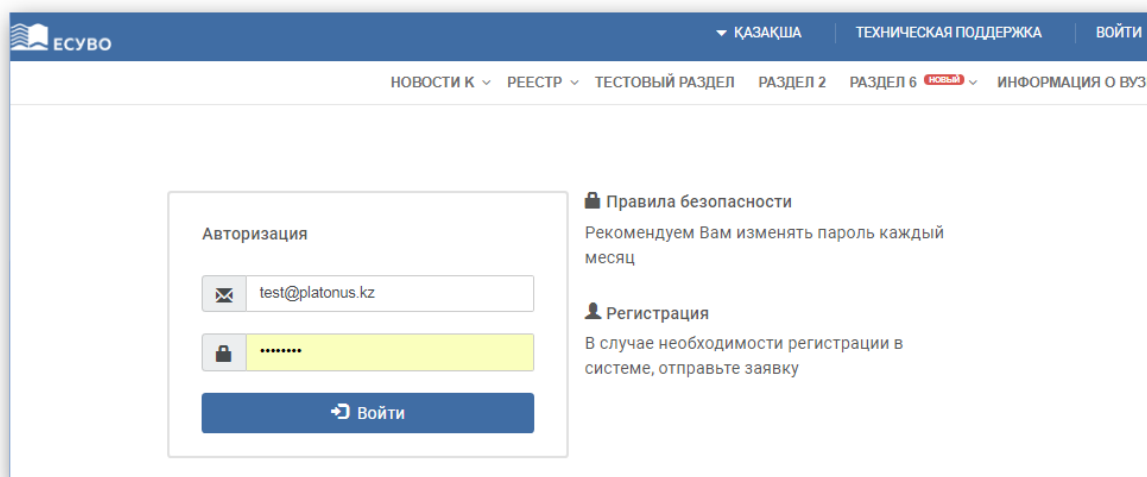 ЕСУВО
ҚАЗАҚША
ТЕХНИЧЕСКАЯ ПОДДЕРЖКА
ВОЙТИ
НОВОСТИ К
РЕЕСТР
ТЕСТОВЫЙ РАЗДЕЛ
РАЗДЕЛ 2
РАЗДЕЛ 6 НОВЫЙ
ИНФОРМАЦИЯ О ВУЗ
Авторизация
test@platonus.kz
••••••••
Войти
Правила безопасности
Рекомендуем Вам изменять пароль каждый
месяц
Регистрация
В случае необходимости регистрации в
системе, отправьте заявку